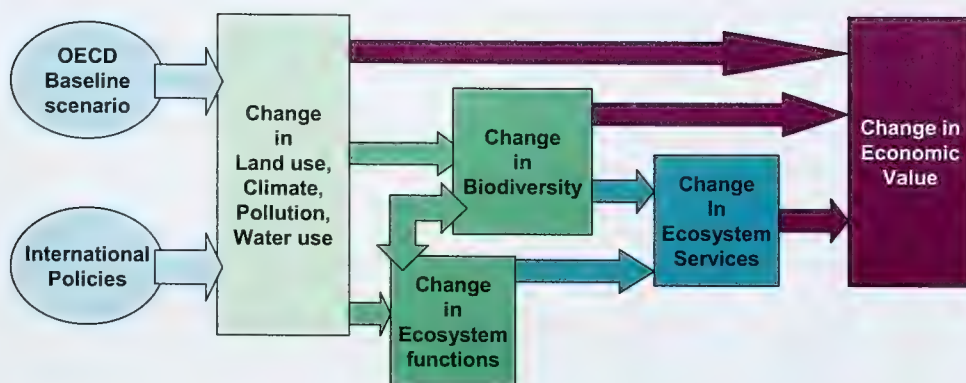 OECD
Baseline
scenario
International
Policies
Change
in
Land use,
Climate,
Pollution,
Water use
Change
in
Biodiversity
Change
in
Ecosystem
functions
Change
In
Ecosystem
Services
Change in
Economic
Value